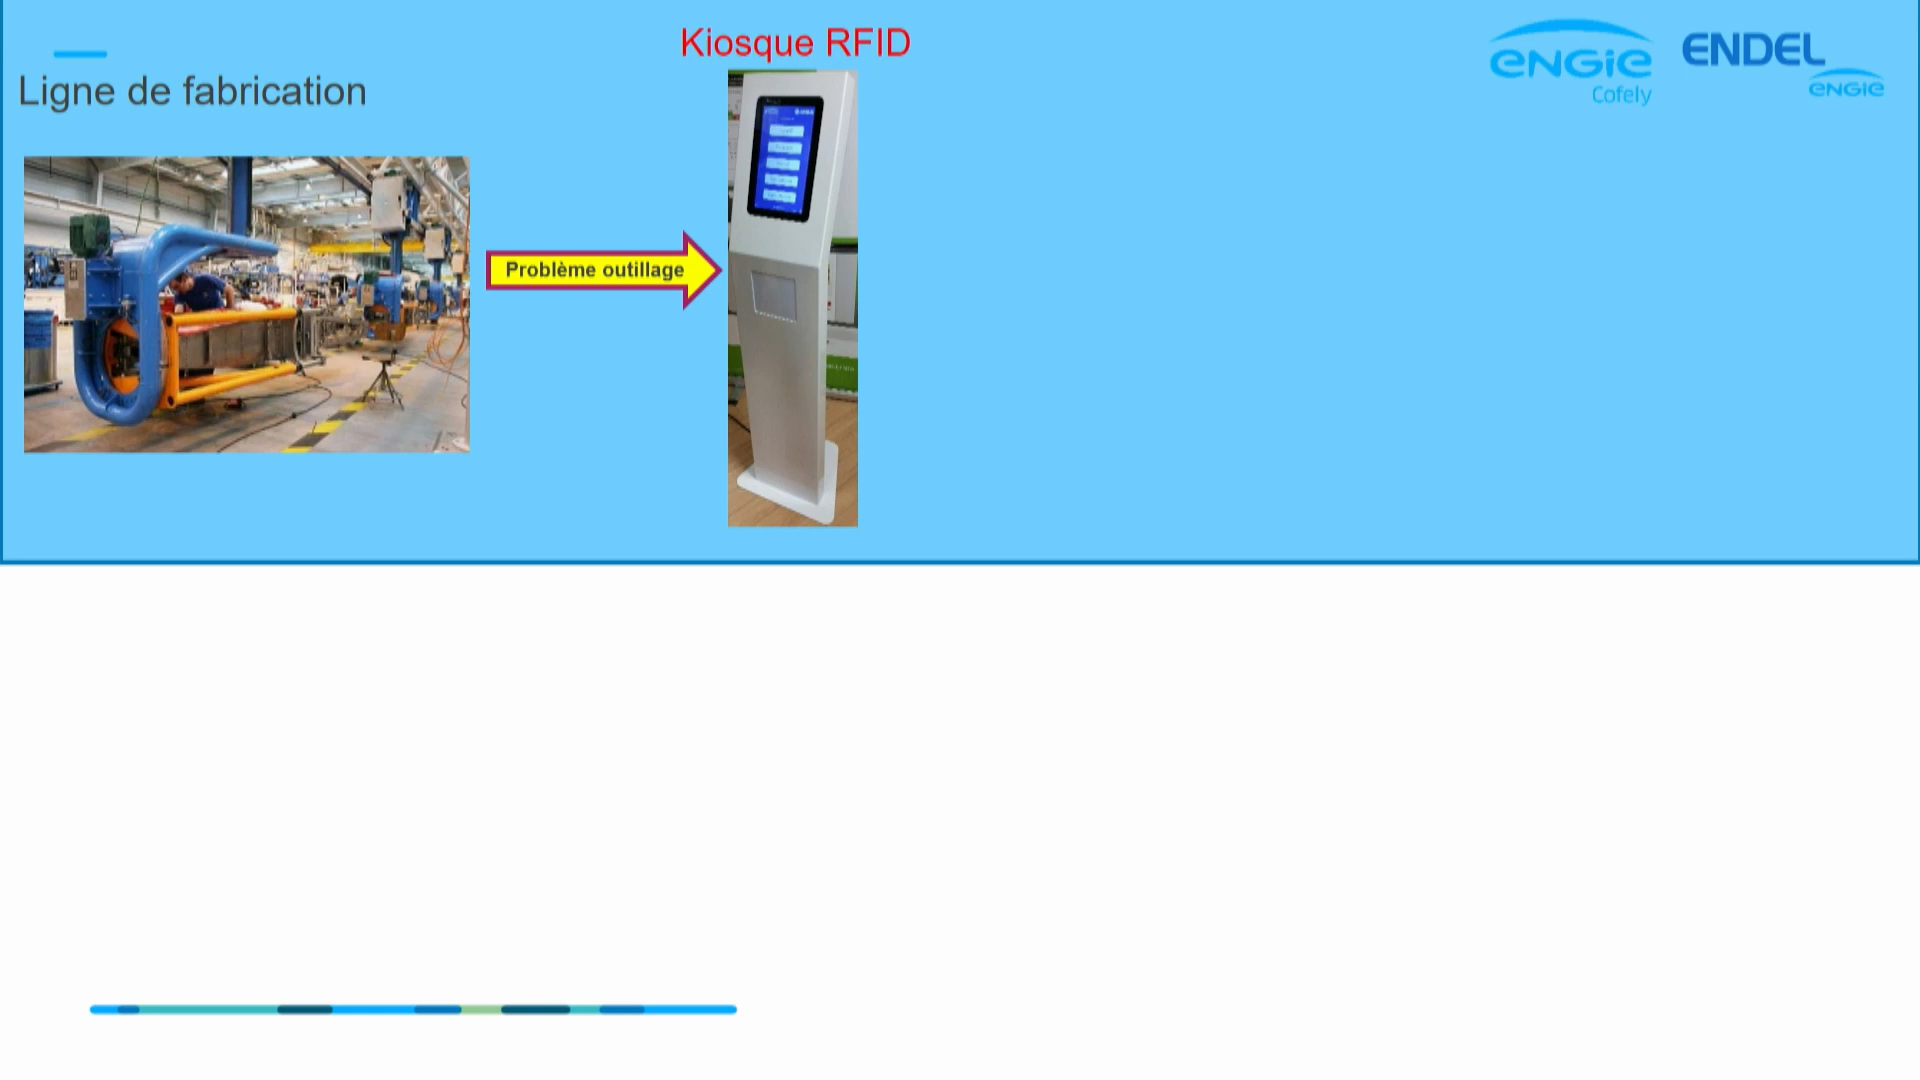 Kiosque RFID
Ligne de fabrication
ENGIE
Cofely
ENDEL
ENGIE
Problème outillage